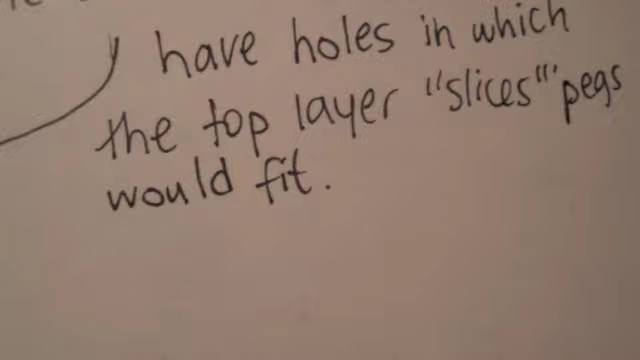 have holes in which
the top layer "slices"' pegs
would fit.